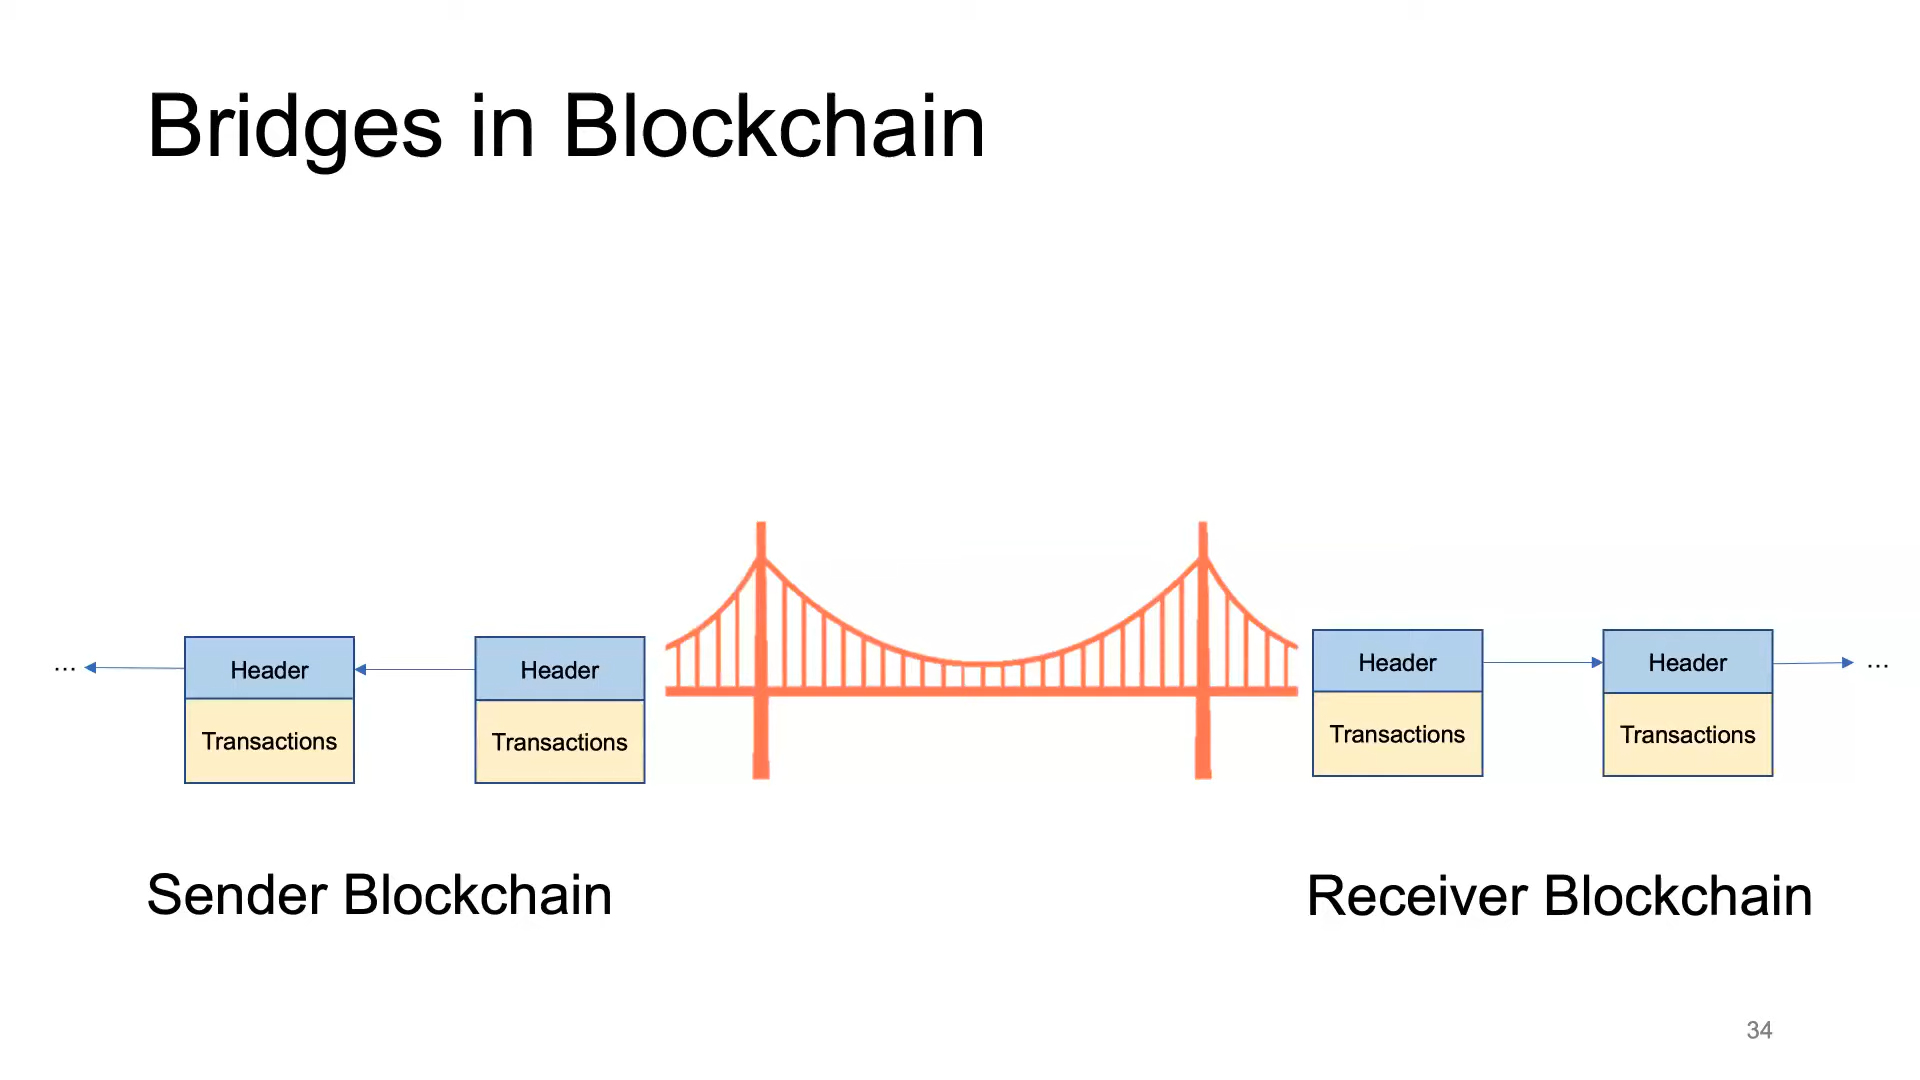 Bridges in Blockchain
... Header Header Header Header ...
Transactions Transactions Transactions Transactions
Sender Blockchain Receiver Blockchain
34